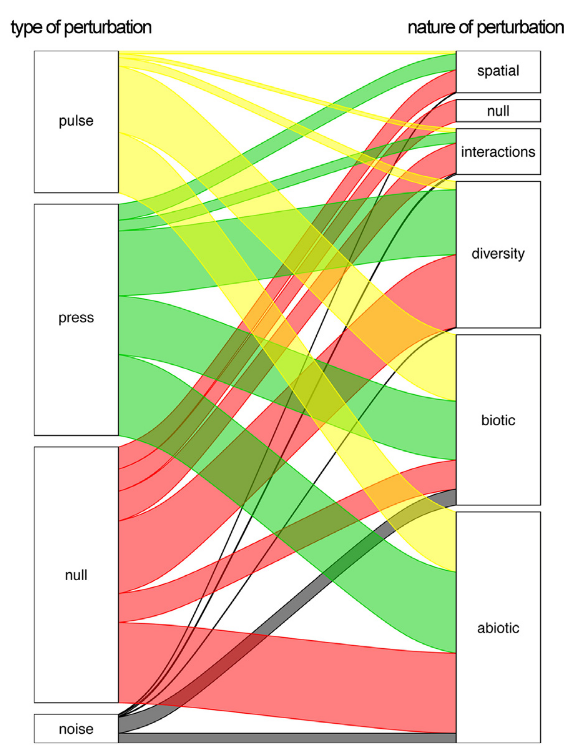 type of perturbation
nature of perturbation
pulse
press
null
noise
spatial
null
interactions
diversity
biotic
abiotic